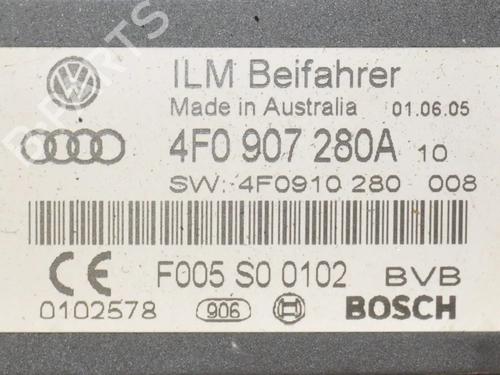 ILM Beifahrer
Made in Australia 01.06.05
4F0 907 280A 10
SW: 4F0910 280 008
CE F005 S0 0102 BVB
0102578 906 BOSCH